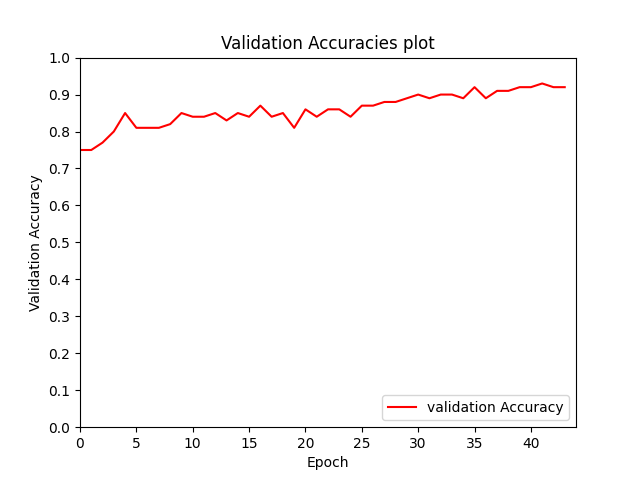 Validation Accuracies plot
1.0
0.9
0.8
0.7
0.6
0.5
0.4
0.3
0.2
0.1
0.0
Validation Accuracy
validation Accuracy
0 5 10 15 20 25 30 35 40
Epoch